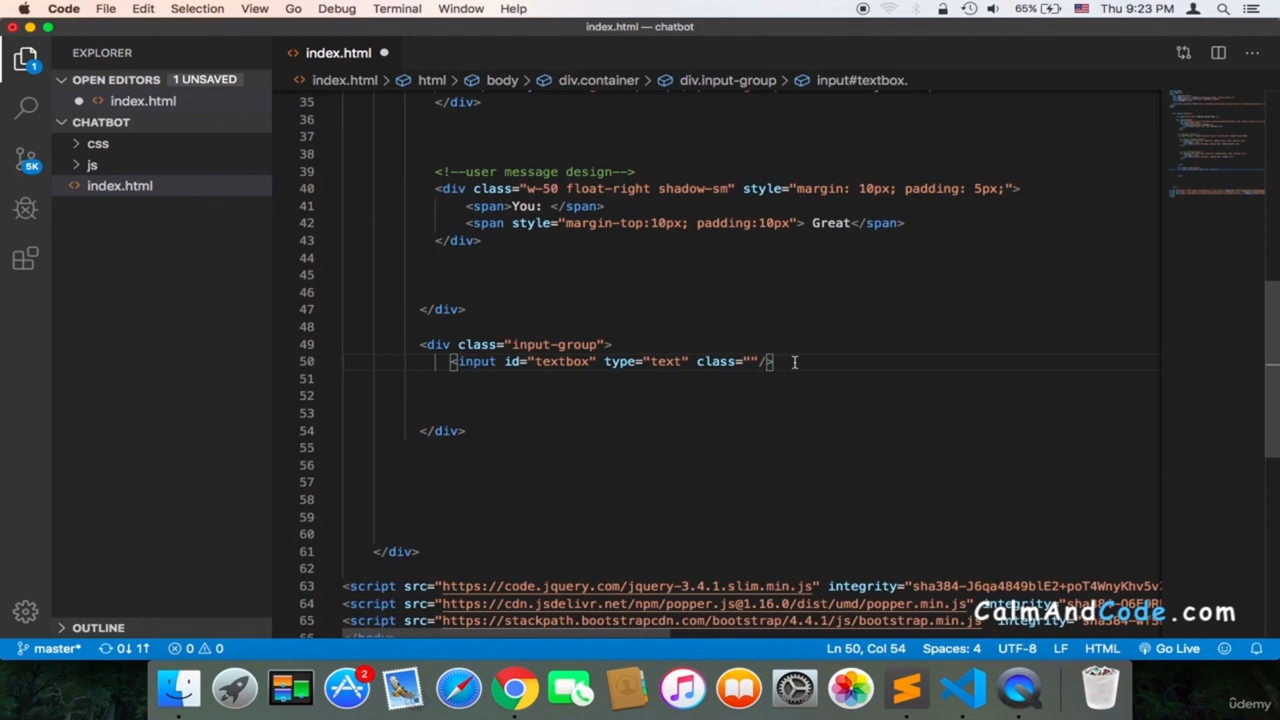 Code File Edit Selection View Go Debug Terminal Window Help 65% Thu 9:23 PM
index.html — chatbot
EXPLORER
index.html
1
OPEN EDITORS 1 UNSAVED
index.html > html > body > div.container > div.input-group > input#textbox.
index.html
CHATBOT
css
js
5K
index.html
35 </div>
36
37
38
39 <!--user message design-->
40 <div class="w-50 float-right shadow-sm" style="margin: 10px; padding: 5px;">
41 <span>You: </span>
42 <span style="margin-top:10px; padding:10px"> Great</span>
43 </div>
44
45
46
47 </div>
48
49 <div class="input-group">
50 <input id="textbox" type="text" class=""/>
51
52
53
54 </div>
55
56
57
58
59
60
61 </div>
62
63 <script src="https://code.jquery.com/jquery-3.4.1.slim.min.js" integrity="sha384-J6qa4849blE2+poT4WnyKhv5v
64 <script src="https://cdn.jsdelivr.net/npm/popper.js@1.16.0/dist/umd/popper.min.js"
65 <script src="https://stackpath.bootstrapcdn.com/bootstrap/4.4.1/js/bootstrap.min.js"
CalmAndCode.com
OUTLINE
master* 0↓ 1↑ 0 0 Ln 50, Col 54 Spaces: 4 UTF-8 LF HTML Go Live
2
ûdemy